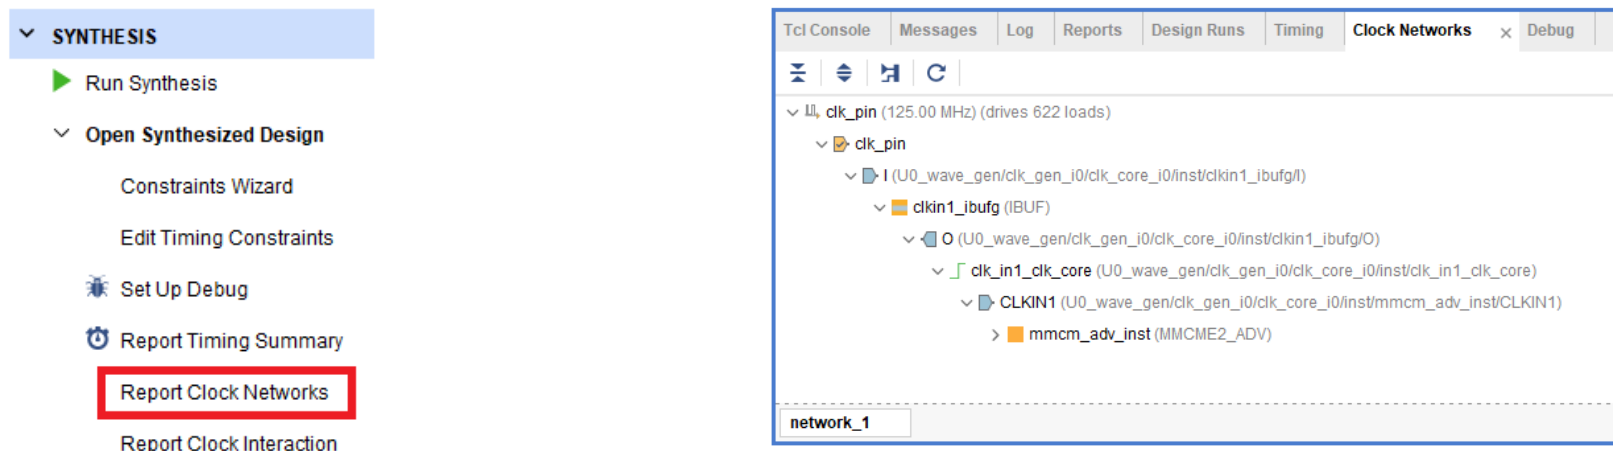 SYNTHESIS
Run Synthesis
Open Synthesized Design
Constraints Wizard
Edit Timing Constraints
Set Up Debug
Report Timing Summary
Report Clock Networks
Report Clock Interaction
Tcl Console Messages Log Reports Design Runs Timing Clock Networks × Debug
clk_pin (125.00 MHz) (drives 622 loads)
clk_pin
I (U0_wave_gen/clk_gen_i0/clk_core_i0/inst/clkin1_ibufg/I)
clkin1_ibufg (IBUF)
O (U0_wave_gen/clk_gen_i0/clk_core_i0/inst/clkin1_ibufg/O)
clk_in1_clk_core (U0_wave_gen/clk_gen_i0/clk_core_i0/inst/clk_in1_clk_core)
CLKIN1 (U0_wave_gen/clk_gen_i0/clk_core_i0/inst/mmcm_adv_inst/CLKIN1)
mmcm_adv_inst (MMCME2_ADV)
network_1